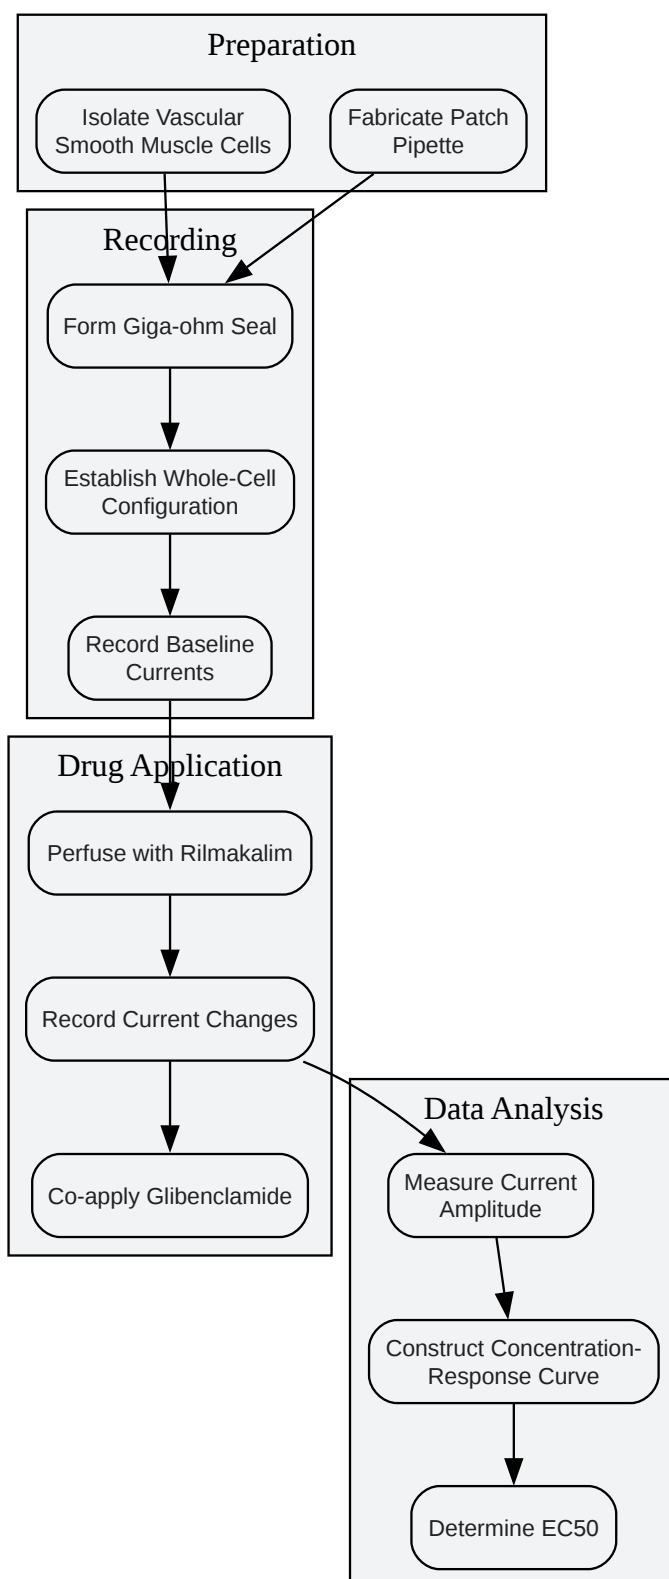 Preparation
Isolate Vascular
Smooth Muscle Cells
Fabricate Patch
Pipette
Recording
Form Giga-ohm Seal
Establish Whole-Cell
Configuration
Record Baseline
Currents
Drug Application
Perfuse with Rilmakalim
Record Current Changes
Co-apply Glibenclamide
Data Analysis
Measure Current
Amplitude
Construct Concentration-
Response Curve
Determine EC50